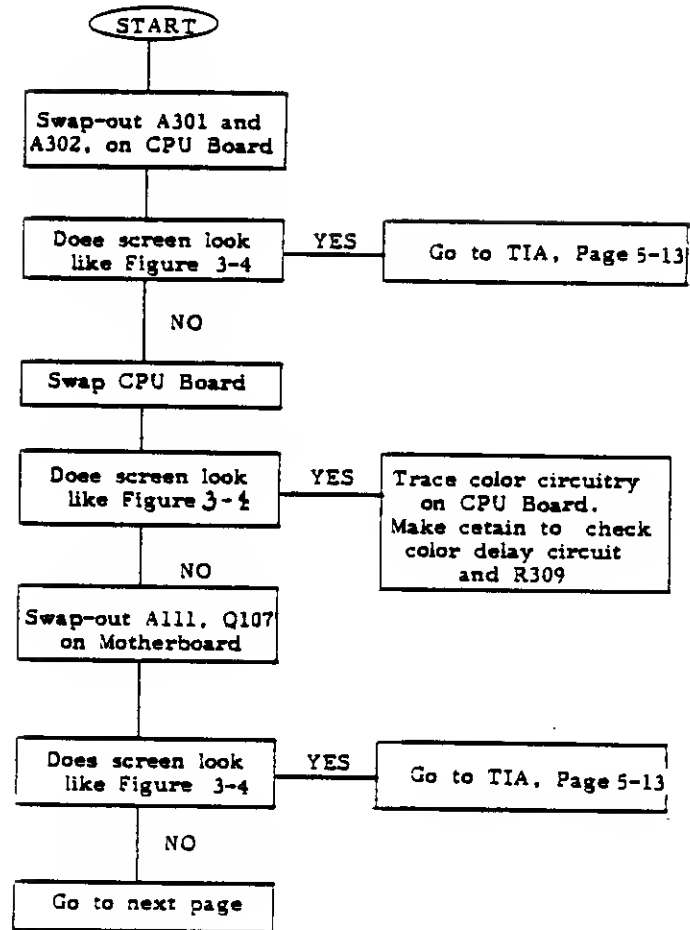 START
Swap-out A301 and
A302, on CPU Board
Doee screen look
like Figure 3-4
YES
Go to TIA, Page 5-13
NO
Swap CPU Board
Doee screen look
like Figure 3-4
YES
Trace color circuitry
on CPU Board.
Make cetain to check
color delay circuit
and R309
NO
Swap-out A111, Q107
on Motherboard
Does screen look
like Figure 3-4
YES
Go to TIA, Page 5-13
NO
Go to next page